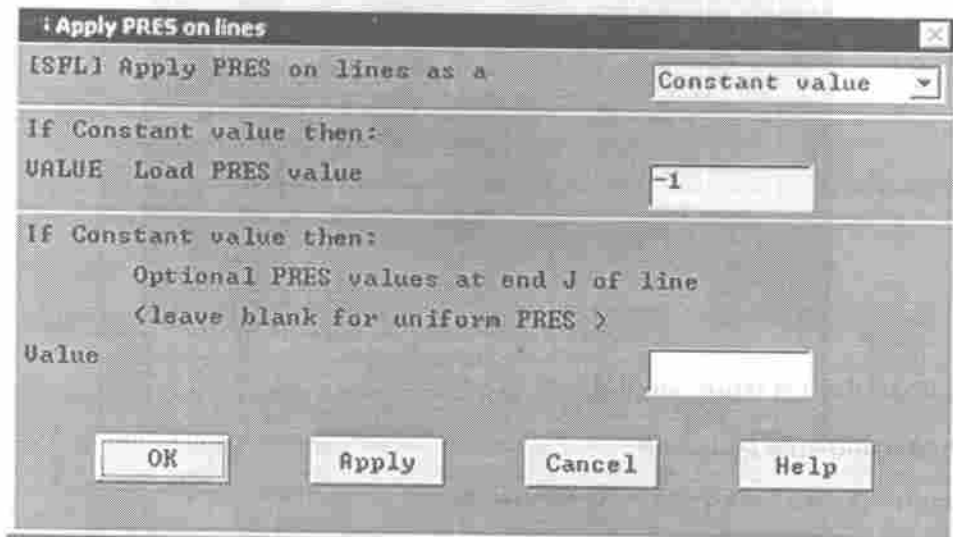 Apply PRES on lines
[SFL] Apply PRES on lines as a
Constant value
If Constant value then:
VALUE Load PRES value
-1
If Constant value then:
Optional PRES values at end J of line
(leave blank for uniform PRES )
Value
OK
Apply
Cancel
Help